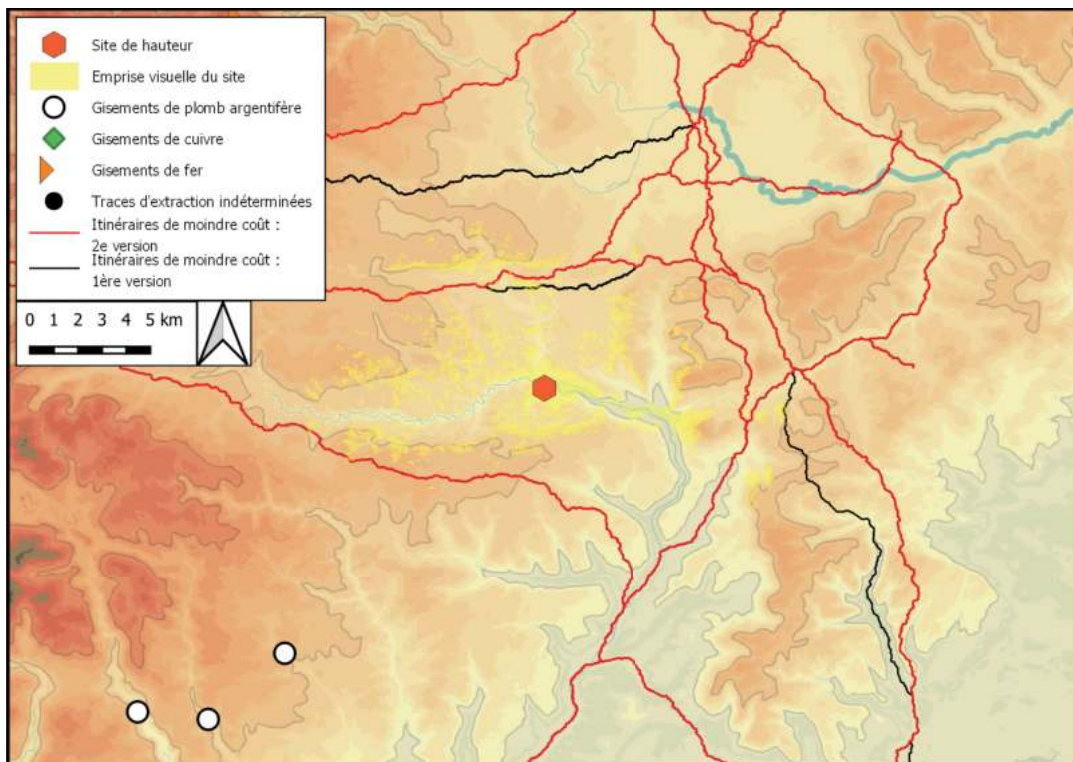 Site de hauteur
Emprise visuelle du site
Gisements de plomb argentifère
Gisements de cuivre
Gisements de fer
Traces d'extraction indéterminées
Itinéraires de moindre coût :
2e version
Itinéraires de moindre coût :
1ère version
0 1 2 3 4 5 km